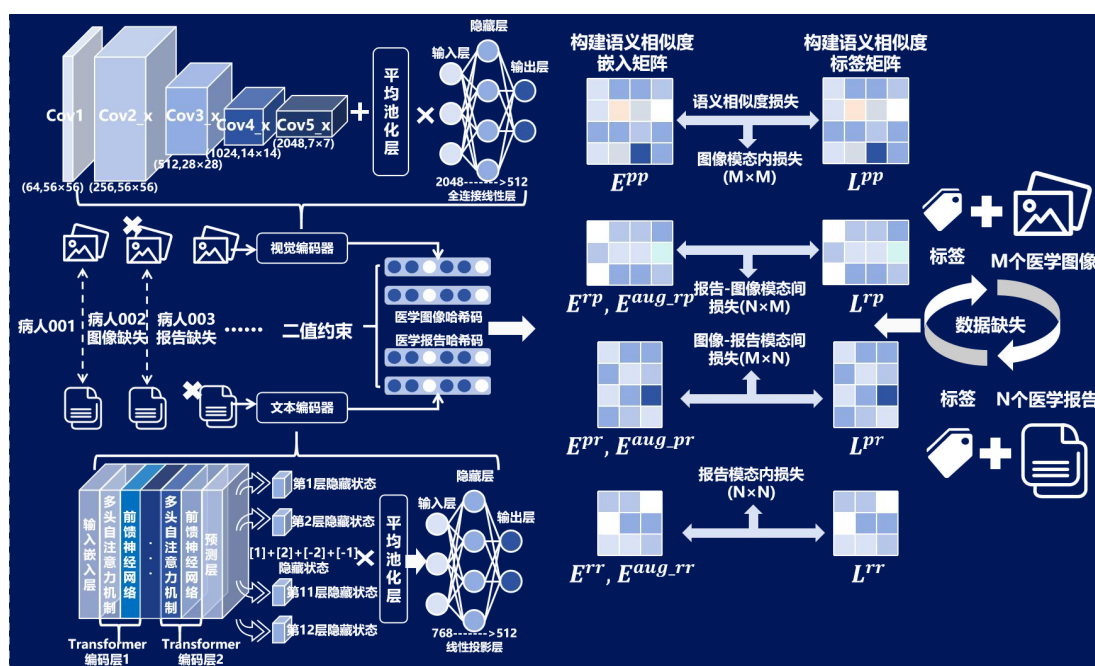 隐藏层
输入层
输出层
Cov1
Cov2_x
Cov3_x
Cov4_x
Cov5_x
平均池化层
(64,56×56)
(256,56×56)
(512,28×28)
(1024,14×14)
(2048,7×7)
2048------->512
全连接线性层
视觉编码器
病人001
病人002
图像缺失
病人003
报告缺失
……
二值约束
医学图像哈希码
医学报告哈希码
文本编码器
输入嵌入层
多头自注意力机制
前馈神经网络
...
多头自注意力机制
前馈神经网络
预测层
Transformer
编码层1
Transformer
编码层2
第1层隐藏状态
第2层隐藏状态
[1]+[2]+[-2]+[-1]
隐藏状态
第11层隐藏状态
第12层隐藏状态
平均池化层
隐藏层
输入层
输出层
768------->512
线性投影层
构建语义相似度
嵌入矩阵
构建语义相似度
标签矩阵
语义相似度损失
图像模态内损失
(M×M)
E^pp
L^pp
报告-图像模态间
损失(N×M)
E^rp, E^aug_rp
L^rp
图像-报告模态间
损失(M×N)
E^pr, E^aug_pr
L^pr
报告模态内损失
(N×N)
E^rr, E^aug_rr
L^rr
标签
M个医学图像
数据缺失
标签
N个医学报告